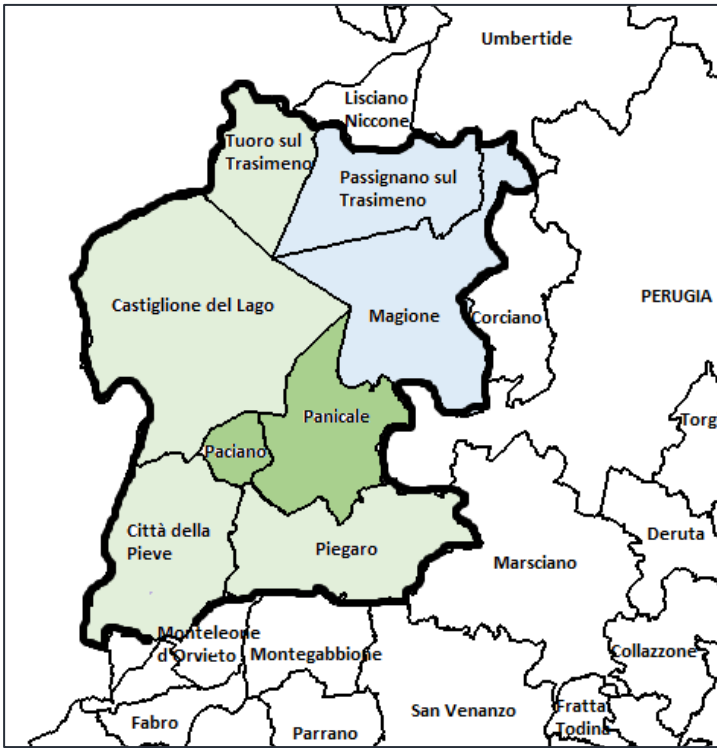 Umbertide
Lisciano
Niccone
Tuoro sul
Trasimeno
Passignano sul
Trasimeno
PERUGIA
Castiglione del Lago
Magione
Corciano
Panicale
Torg
Paciano
Città della
Pieve
Piegaro
Deruta
Marsciano
Monteleone
d'Orvieto
Montegabbione
Collazzone
Fabro
Parrano
San Venanzo
Fratta
Todina